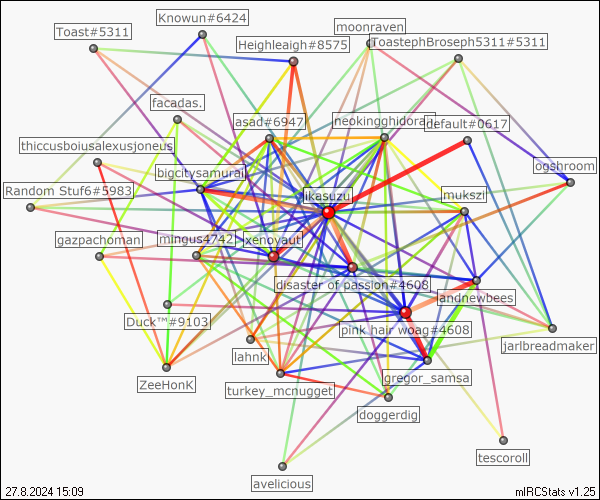 Knowun#6424
Toast#5311
moonraven
Heighleaigh#8575
ToastephBroseph5311#5311
facadas.
asad#6947
neokingghidorah
default#0617
thiccusboiusalexusjoneus
bigcitysamurai
ogshroom
Random Stuf6#5983
ikasuzu
mukszi
gazpachoman
mingus4742
xenoyaut
disaster of passion#4608
landnewbees
Duck™#9103
pink hair woag#4608
lahnk
jarlbreadmaker
ZeeHonK
turkey_mcnugget
gregor_samsa
doggerdig
tescoroll
avelicious
27.8.2024 15:09
mIRCStats v1.25